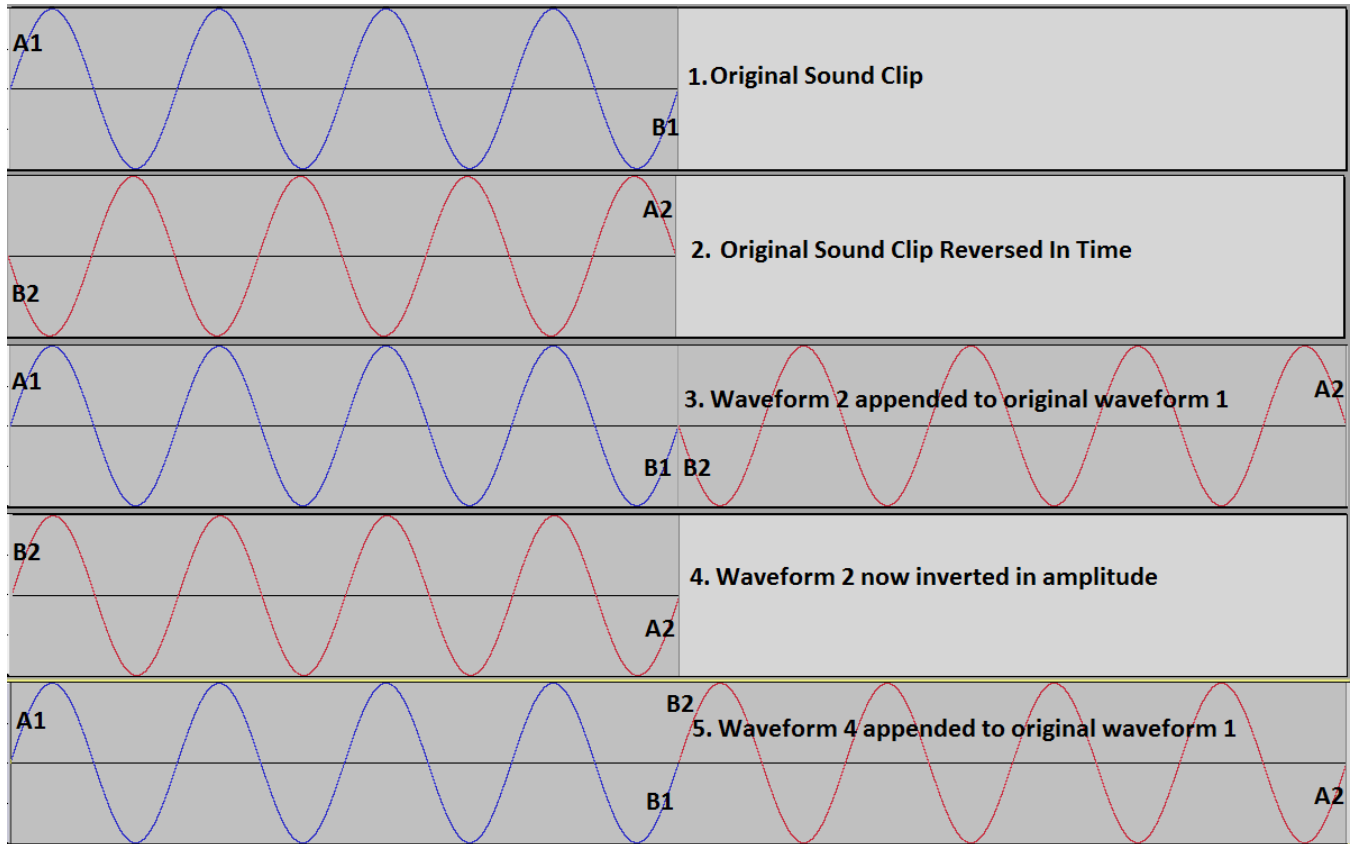 A1
1.Original Sound Clip
B1
A2
2. Original Sound Clip Reversed In Time
B2
A1
3. Waveform 2 appended to original waveform 1
A2
B1
B2
B2
4. Waveform 2 now inverted in amplitude
A2
B2
A1
5. Waveform 4 appended to original waveform 1
B1
A2